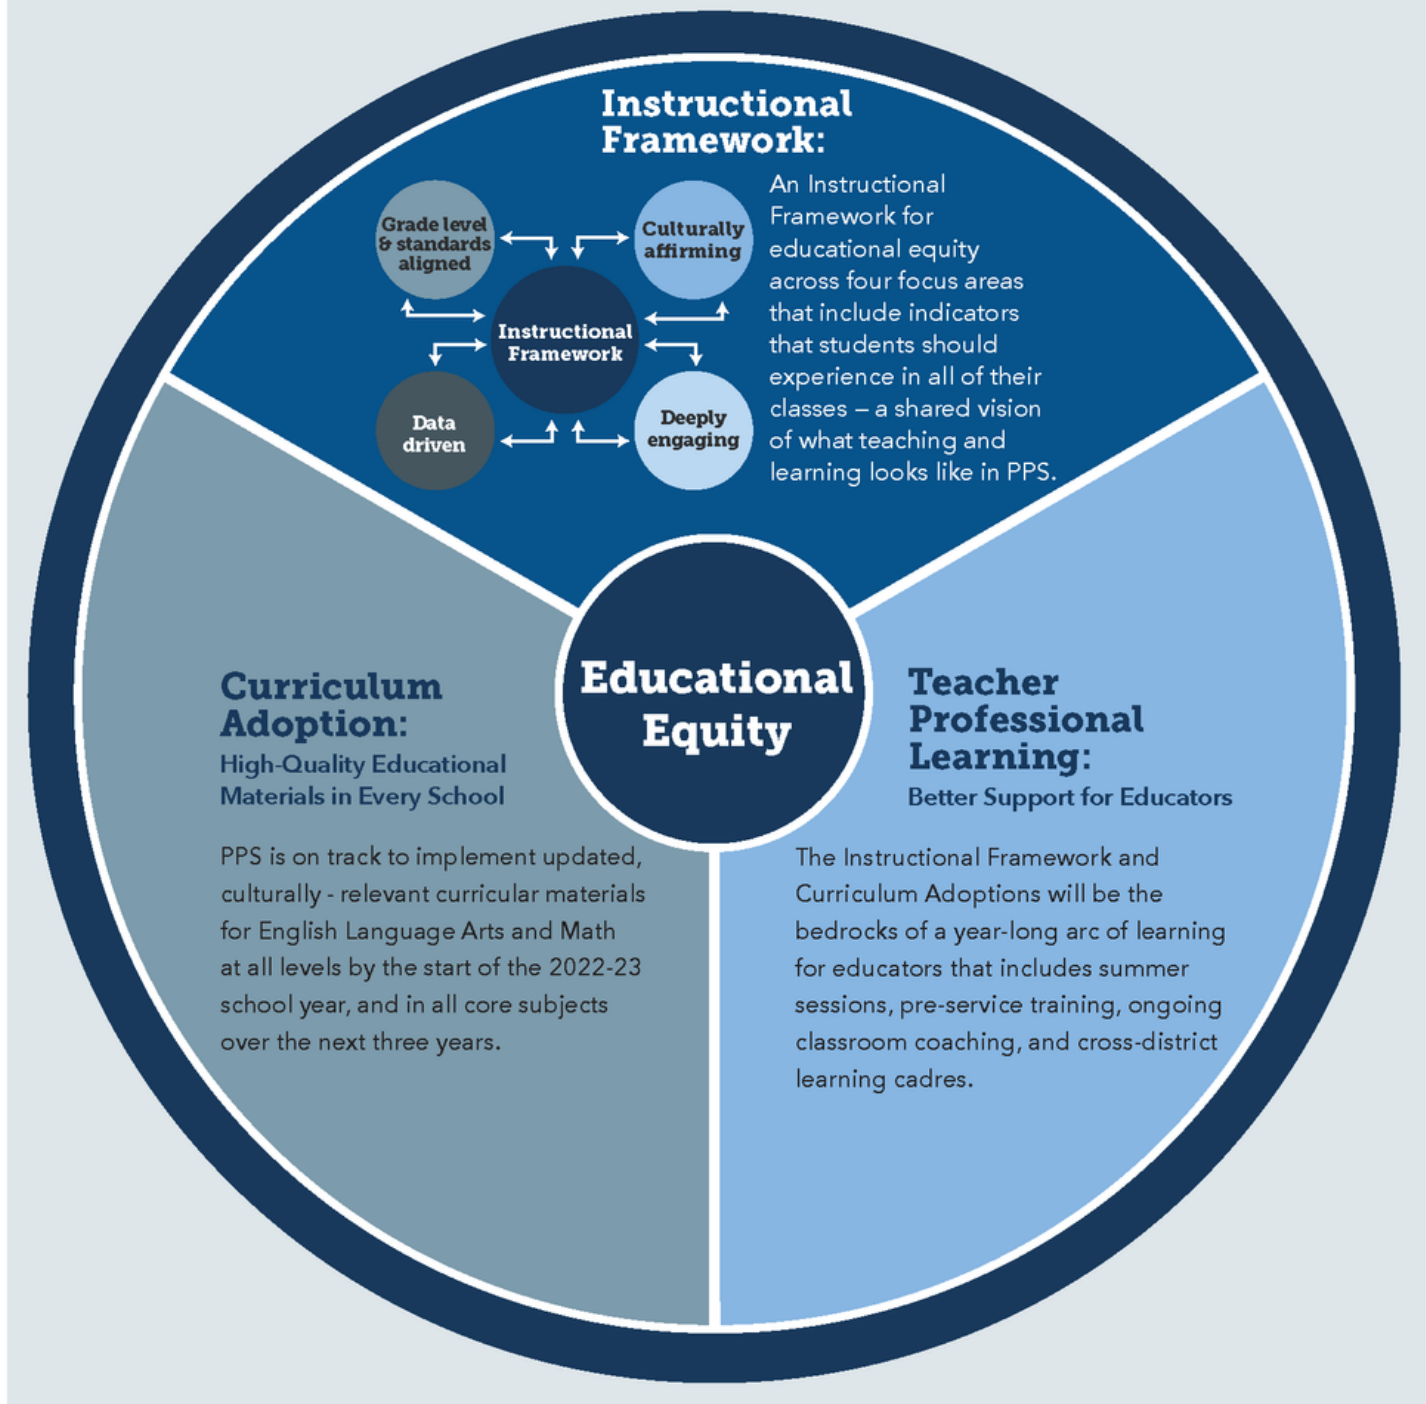 Instructional
Framework:
Grade level
& standards
aligned
Culturally
affirming
Instructional
Framework
Data
driven
Deeply
engaging
An Instructional
Framework for
educational equity
across four focus areas
that include indicators
that students should
experience in all of their
classes – a shared vision
of what teaching and
learning looks like in PPS.
Educational
Equity
Curriculum
Adoption:
High-Quality Educational
Materials in Every School
PPS is on track to implement updated,
culturally - relevant curricular materials
for English Language Arts and Math
at all levels by the start of the 2022-23
school year, and in all core subjects
over the next three years.
Teacher
Professional
Learning:
Better Support for Educators
The Instructional Framework and
Curriculum Adoptions will be the
bedrocks of a year-long arc of learning
for educators that includes summer
sessions, pre-service training, ongoing
classroom coaching, and cross-district
learning cadres.